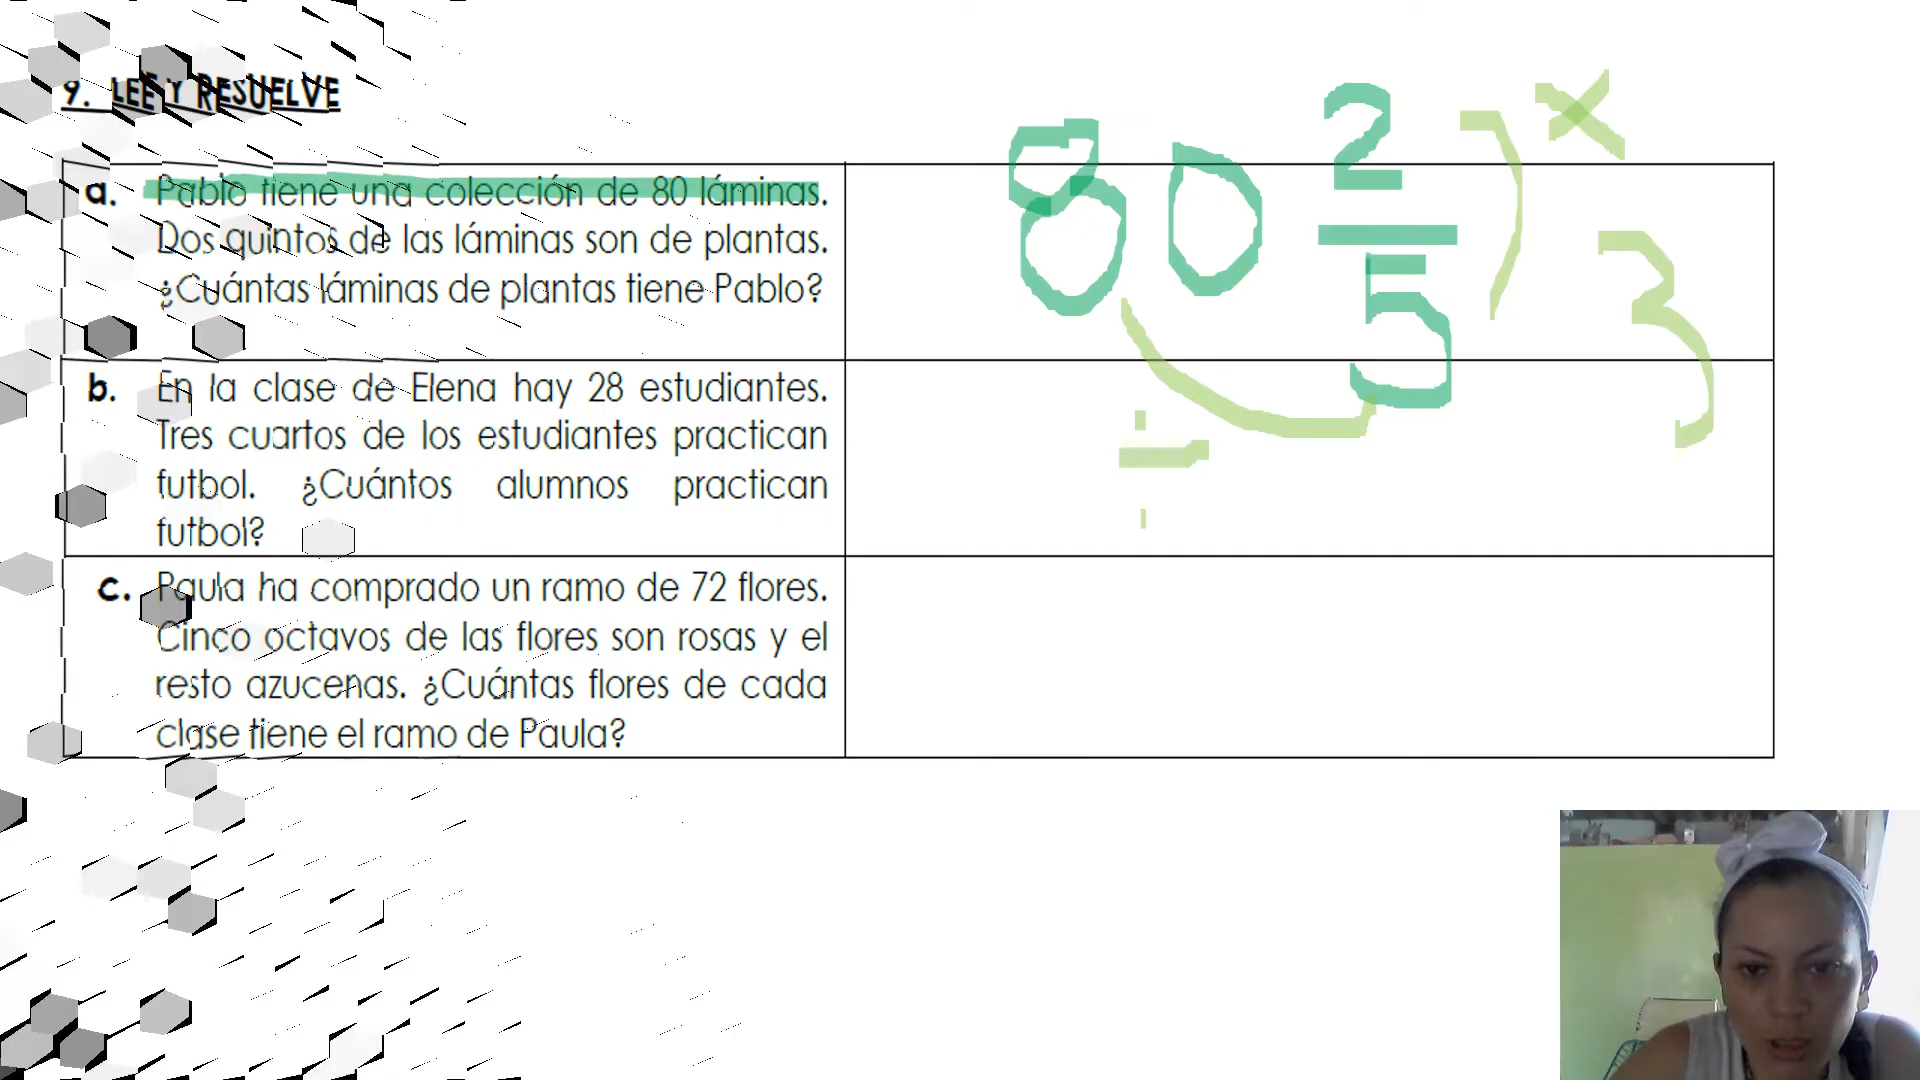 9. LEE Y RESUELVE
a. Pablo tiene una colección de 80 láminas.
Dos quintos de las láminas son de plantas.
¿Cuántas láminas de plantas tiene Pablo?
b. En la clase de Elena hay 28 estudiantes.
Tres cuartos de los estudiantes practican
futbol. ¿Cuántos alumnos practican
futbol?
c. Paula ha comprado un ramo de 72 flores.
Cinco octavos de las flores son rosas y el
resto azucenas. ¿Cuántas flores de cada
clase tiene el ramo de Paula?
80 2/5 ) x
3
÷